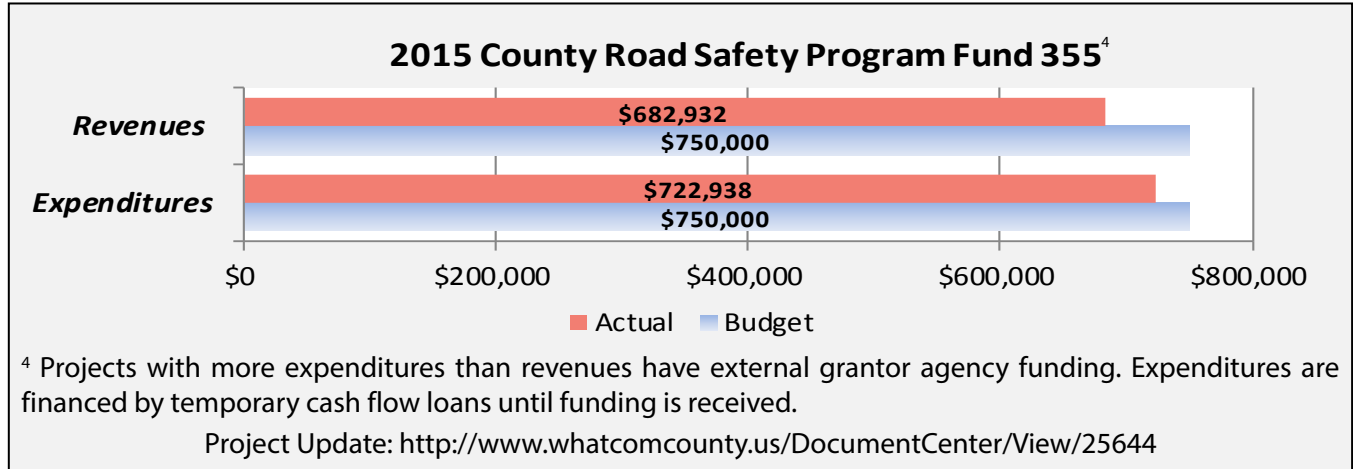 2015 County Road Safety Program Fund 355⁴
Revenues
$682,932
$750,000
Expenditures
$722,938
$750,000
$0 $200,000 $400,000 $600,000 $800,000
Actual Budget
⁴ Projects with more expenditures than revenues have external grantor agency funding. Expenditures are
financed by temporary cash flow loans until funding is received.
Project Update: http://www.whatcomcounty.us/DocumentCenter/View/25644